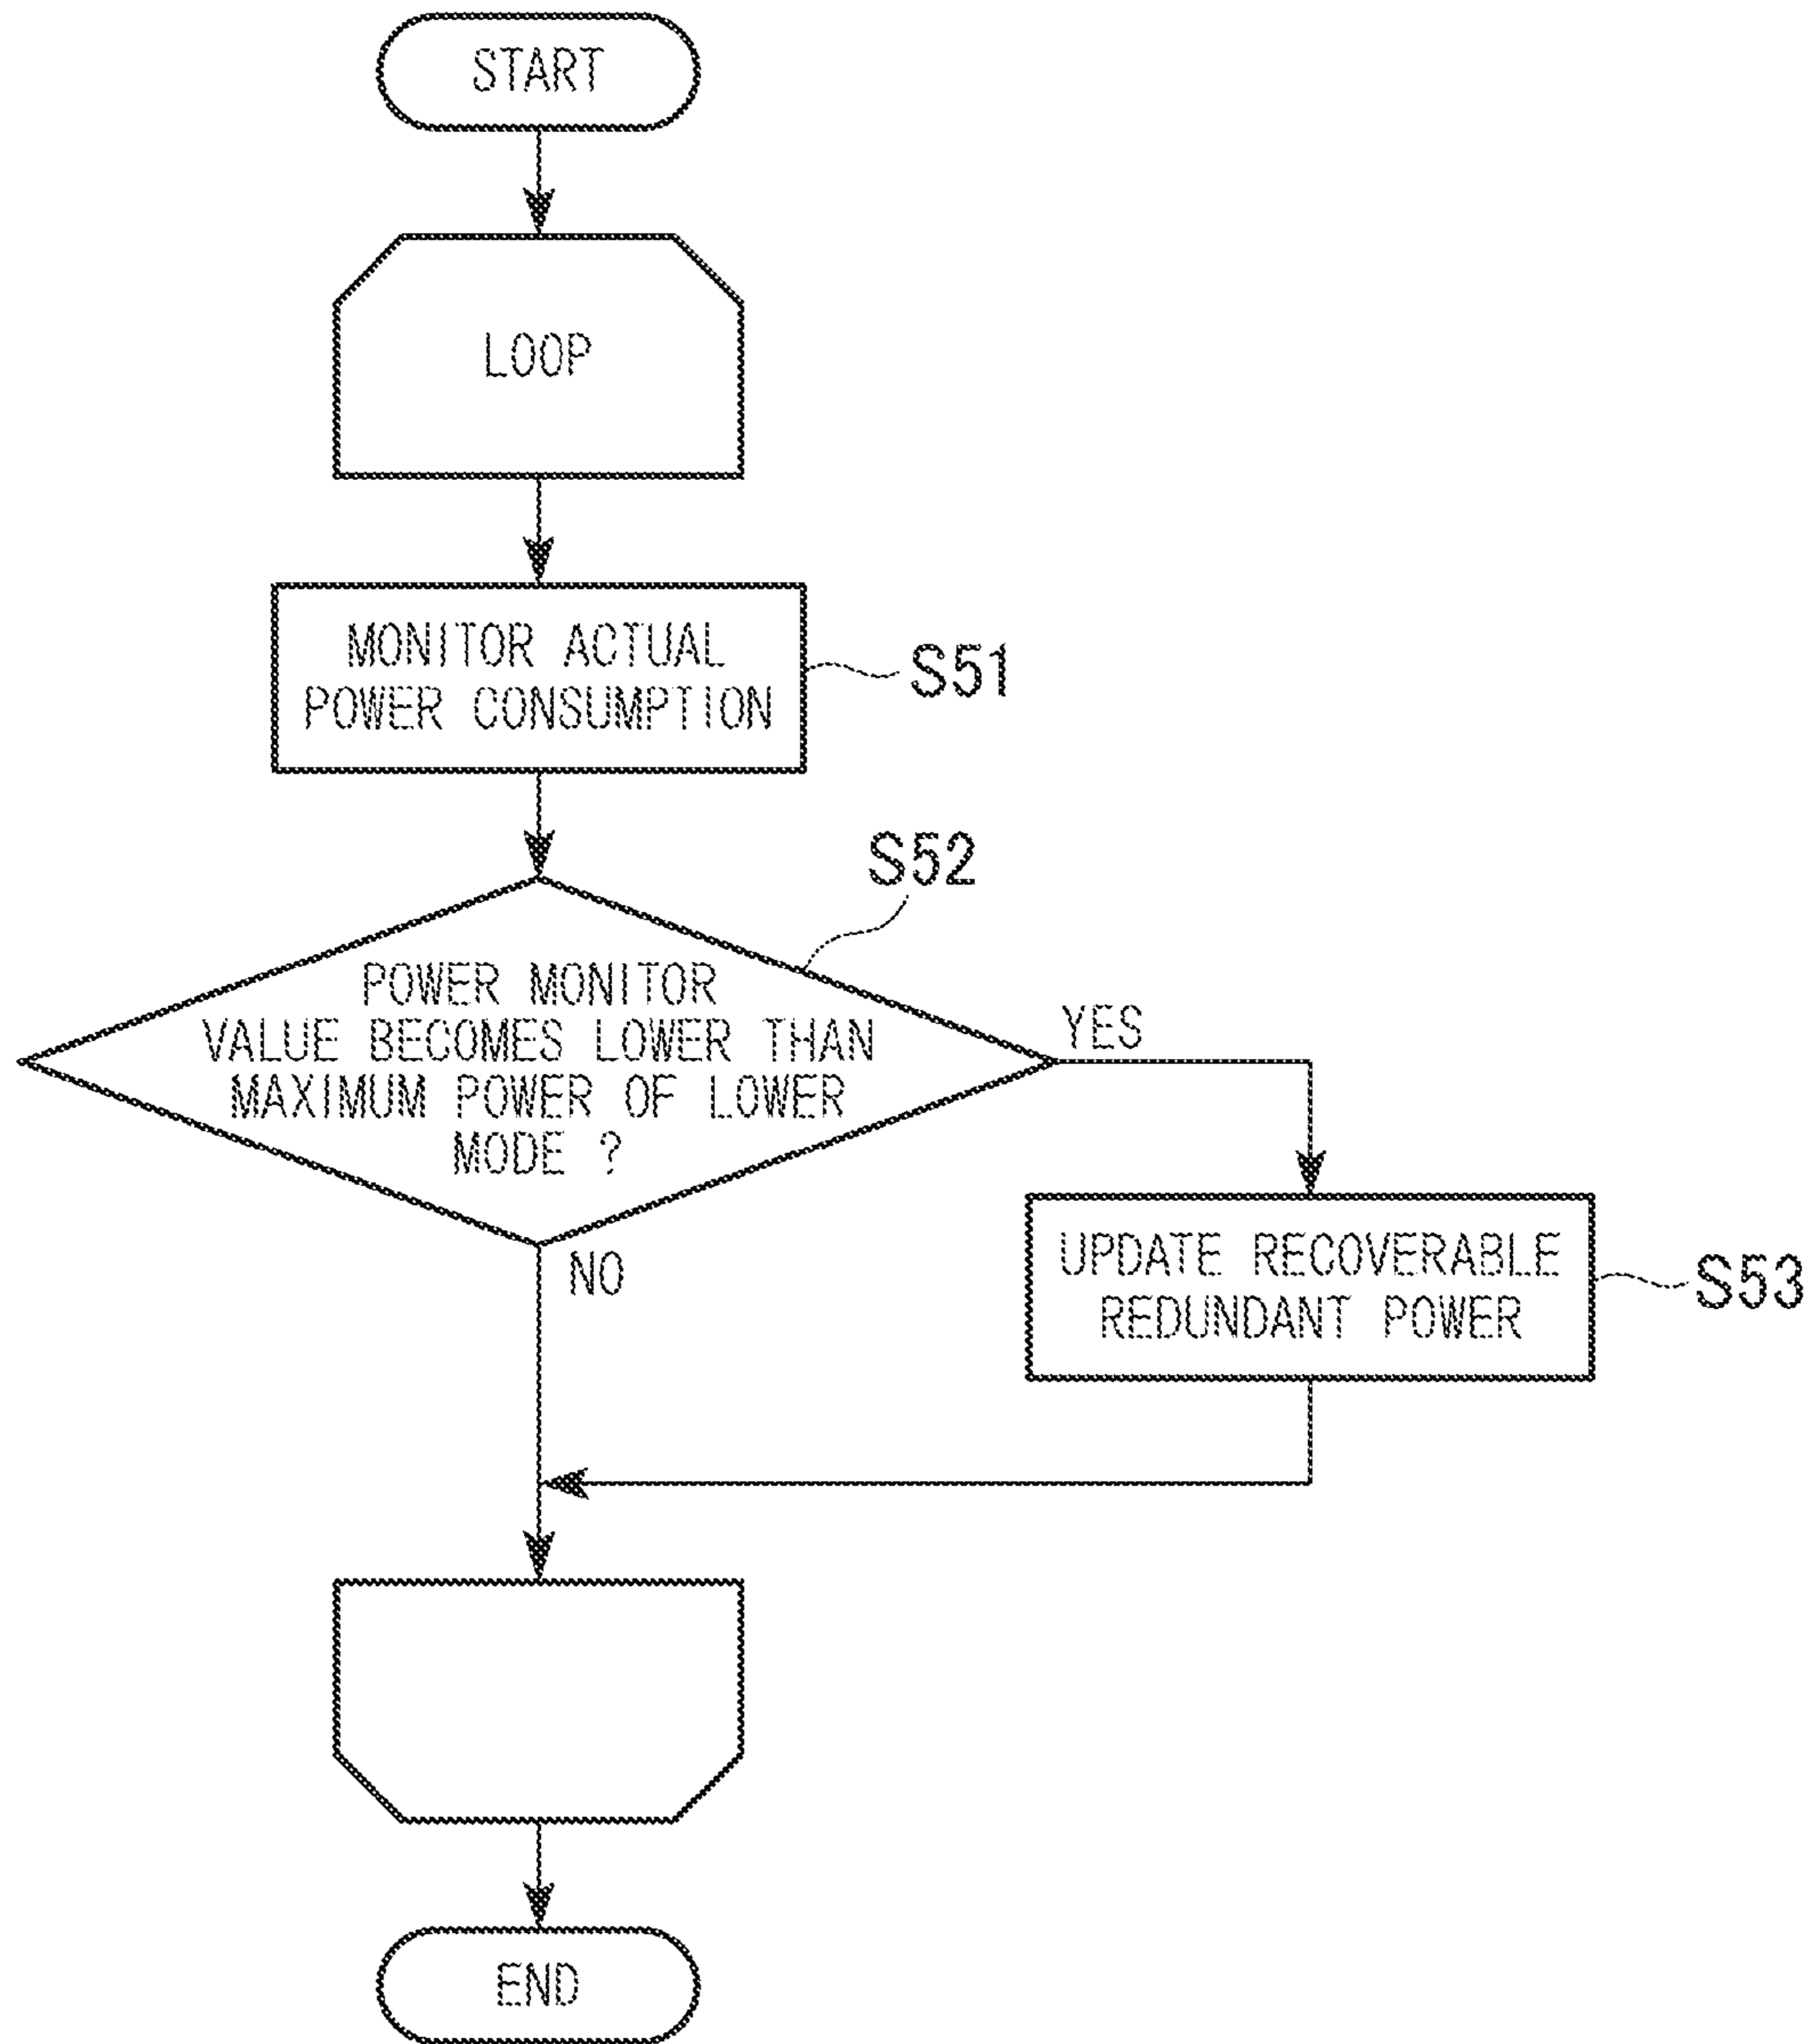 START
LOOP
MONITOR ACTUAL
POWER CONSUMPTION
S51
S52
POWER MONITOR
VALUE BECOMES LOWER THAN
MAXIMUM POWER OF LOWER
MODE ?
YES
NO
UPDATE RECOVERABLE
REDUNDANT POWER
S53
END